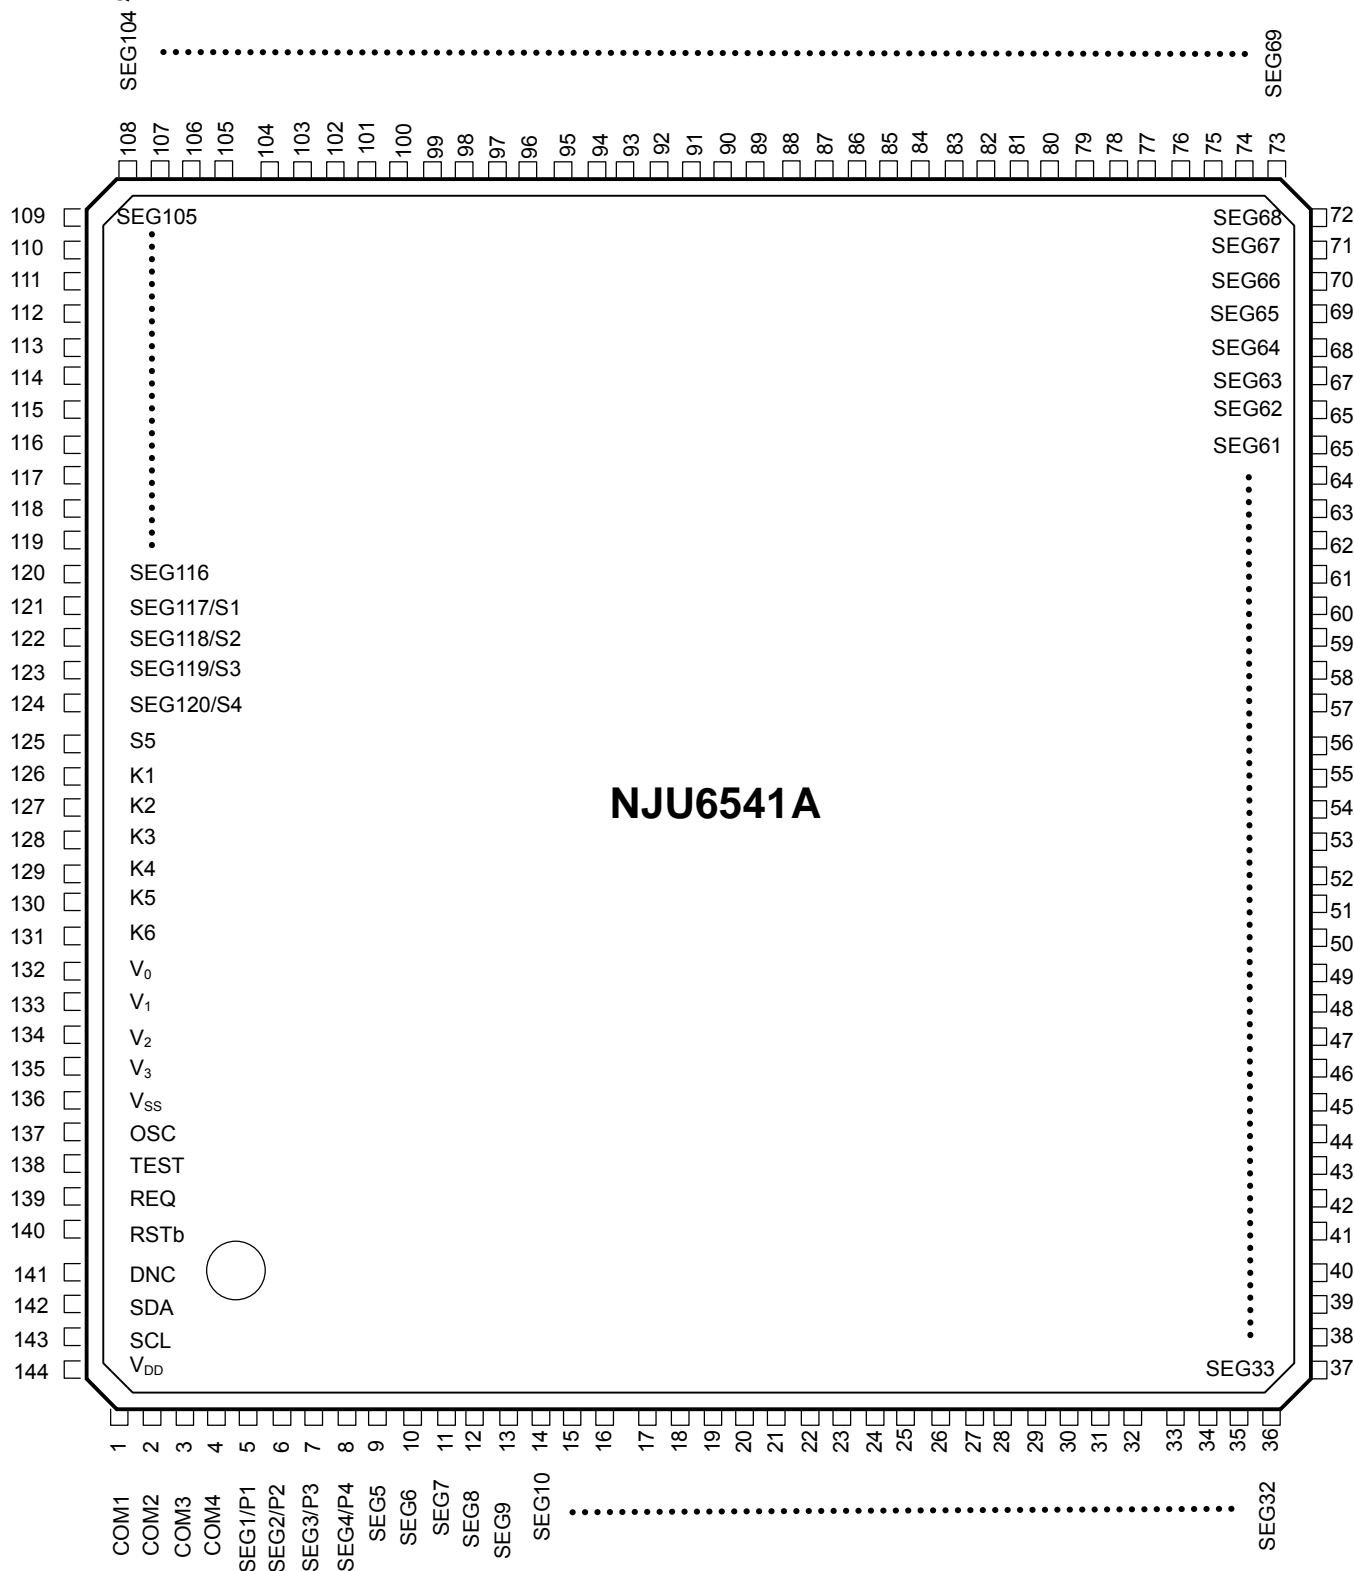 SEG104
SEG69
108 107 106 105 104 103 102 101 100 99 98 97 96 95 94 93 92 91 90 89 88 87 86 85 84 83 82 81 80 79 78 77 76 75 74 73
109 SEG105 SEG68 72
110 SEG67 71
111 SEG66 70
112 SEG65 69
113 SEG64 68
114 SEG63 67
115 SEG62 65
116 SEG61 65
117 64
118 63
119 62
120 SEG116 61
121 SEG117/S1 60
122 SEG118/S2 59
123 SEG119/S3 58
124 SEG120/S4 57
125 S5 56
126 K1 55
127 K2 NJU6541A 54
128 K3 53
129 K4 52
130 K5 51
131 K6 50
132 V0 49
133 V1 48
134 V2 47
135 V3 46
136 VSS 45
137 OSC 44
138 TEST 43
139 REQ 42
140 RSTb 41
141 DNC 40
142 SDA 39
143 SCL 38
144 VDD SEG33 37
1 2 3 4 5 6 7 8 9 10 11 12 13 14 15 16 17 18 19 20 21 22 23 24 25 26 27 28 29 30 31 32 33 34 35 36
COM1 COM2 COM3 COM4 SEG1/P1 SEG2/P2 SEG3/P3 SEG4/P4 SEG5 SEG6 SEG7 SEG8 SEG9 SEG10 SEG32